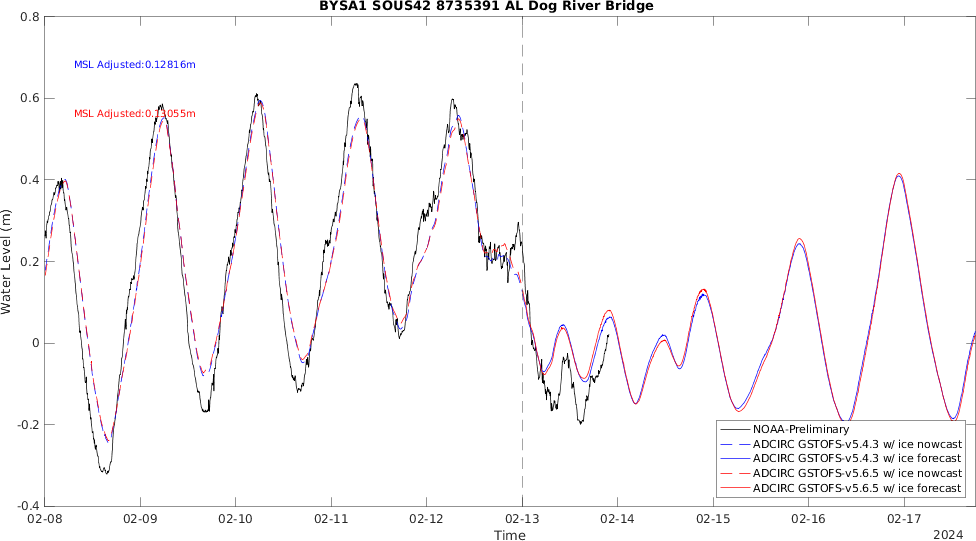 BYSA1 SOUS42 8735391 AL Dog River Bridge
0.8
MSL Adjusted:0.12816m
0.6
MSL Adjusted:0.13055m
0.4
0.2
0
-0.2
-0.4
Water Level (m)
NOAA-Preliminary
ADCIRC GSTOFS-v5.4.3 w/ ice nowcast
ADCIRC GSTOFS-v5.4.3 w/ ice forecast
ADCIRC GSTOFS-v5.6.5 w/ ice nowcast
ADCIRC GSTOFS-v5.6.5 w/ ice forecast
02-08 02-09 02-10 02-11 02-12 02-13 02-14 02-15 02-16 02-17
Time
2024